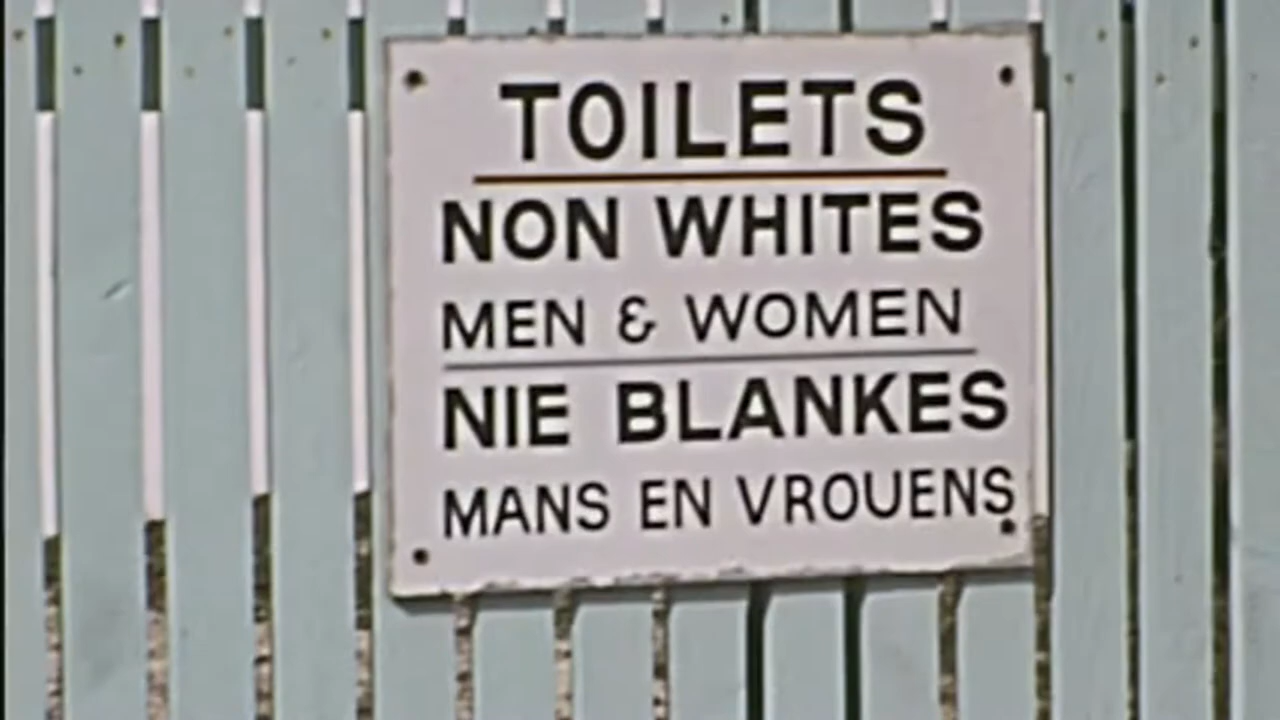 TOILETS
NON WHITES
MEN & WOMEN
NIE BLANKES
MANS EN VROUENS